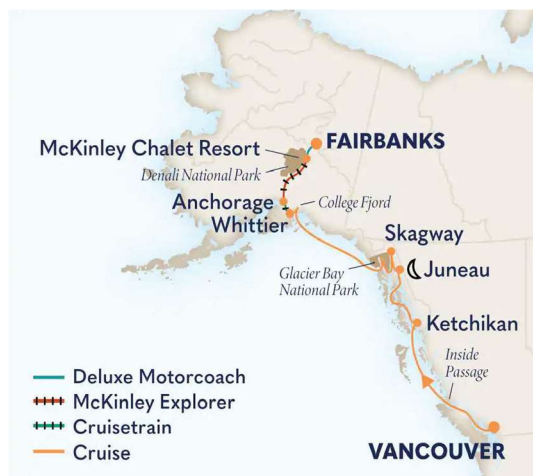 McKinley Chalet Resort
FAIRBANKS
Denali National Park
Anchorage
College Fjord
Whittier
Skagway
Glacier Bay
National Park
Juneau
Ketchikan
Inside
Passage
Deluxe Motorcoach
McKinley Explorer
Cruisetrain
Cruise
VANCOUVER